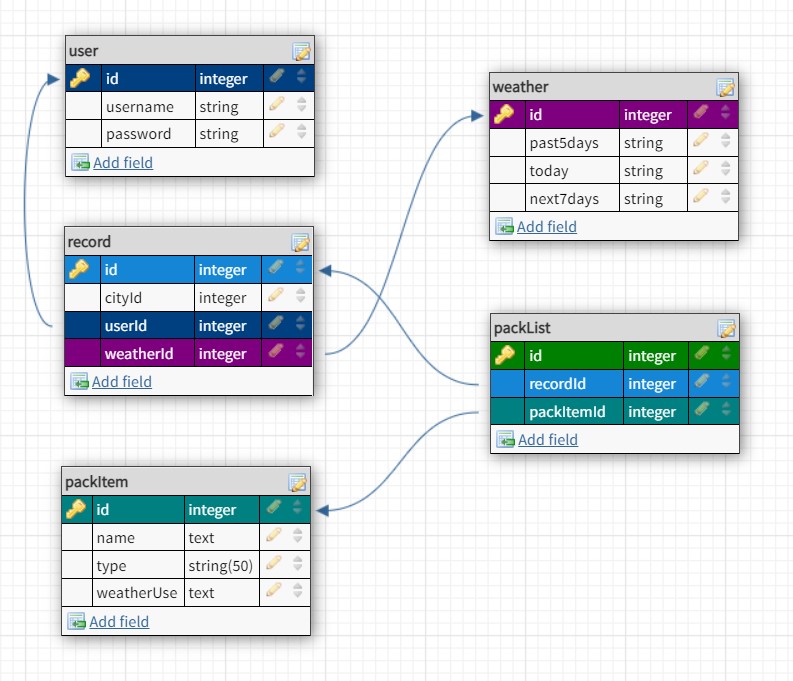 user
id integer
username string
password string
Add field
weather
id integer
past5days string
today string
next7days string
Add field
record
id integer
cityId integer
userId integer
weatherId integer
Add field
packList
id integer
recordId integer
packItemId integer
Add field
packItem
id integer
name text
type string(50)
weatherUse text
Add field